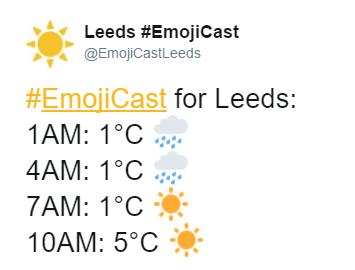 Leeds #EmojiCast
@EmojiCastLeeds
#EmojiCast for Leeds:
1AM: 1°C 🌧
4AM: 1°C 🌧
7AM: 1°C ☀
10AM: 5°C ☀